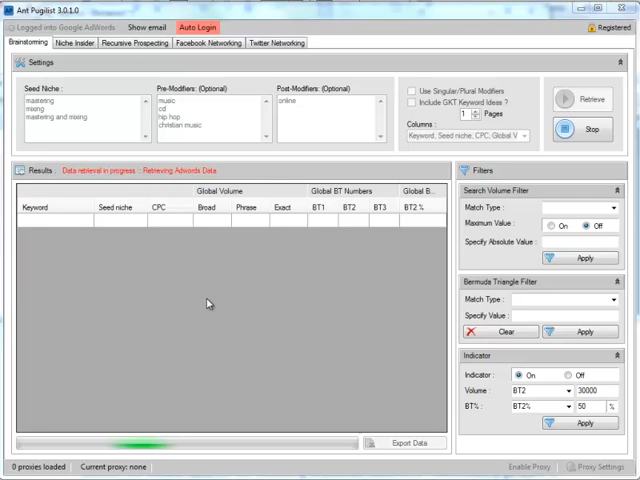 Ant Pugilist 3.0.1.0
Logged into Google AdWords Show email Auto Login Registered
Brainstorming Niche Insider Recursive Prospecting Facebook Networking Twitter Networking
Settings
Seed Niche : Pre-Modifiers: (Optional) Post-Modifiers: (Optional)
mastering
mixing
mastering and mixing
music
cd
hip hop
christian music
online
Use Singular/Plural Modifiers
Include GKT Keyword Ideas ?
1 Pages
Columns :
Keyword, Seed niche, CPC, Global V
Retrieve
Stop
Results : Data retrieval in progress :: Retrieving Adwords Data
Global Volume Global BT Numbers Global B...
Keyword Seed niche CPC Broad Phrase Exact BT1 BT2 BT3 BT2 %
Export Data
Filters
Search Volume Filter
Match Type :
Maximum Value : On Off
Specify Absolute Value :
Apply
Bermuda Triangle Filter
Match Type :
Specify Value :
Clear Apply
Indicator
Indicator : On Off
Volume : BT2 30000
BT% : BT2% 50 %
Apply
0 proxies loaded Current proxy: none Enable Proxy Proxy Settings